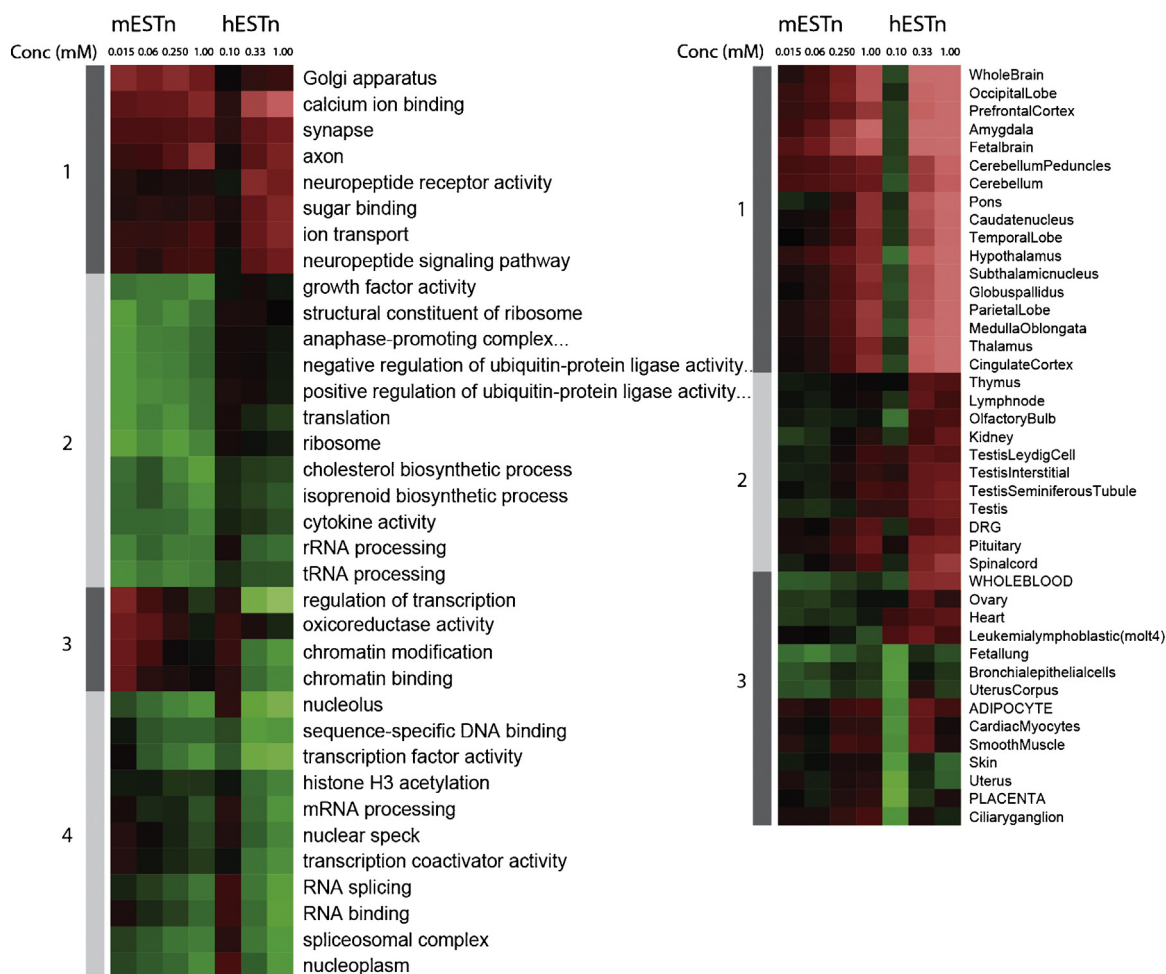 mESTn hESTn
Conc (mM) 0.015 0.06 0.250 1.00 0.10 0.33 1.00
Golgi apparatus
calcium ion binding
synapse
axon
1
neuropeptide receptor activity
sugar binding
ion transport
neuropeptide signaling pathway
growth factor activity
structural constituent of ribosome
anaphase-promoting complex...
negative regulation of ubiquitin-protein ligase activity..
positive regulation of ubiquitin-protein ligase activity...
translation
2
ribosome
cholesterol biosynthetic process
isoprenoid biosynthetic process
cytokine activity
rRNA processing
tRNA processing
regulation of transcription
oxicoreductase activity
3
chromatin modification
chromatin binding
nucleolus
sequence-specific DNA binding
transcription factor activity
histone H3 acetylation
mRNA processing
4
nuclear speck
transcription coactivator activity
RNA splicing
RNA binding
spliceosomal complex
nucleoplasm
mESTn hESTn
Conc (mM) 0.015 0.06 0.250 1.00 0.10 0.33 1.00
WholeBrain
OccipitalLobe
PrefrontalCortex
Amygdala
Fetalbrain
CerebellumPeduncles
Cerebellum
Pons
1
Caudatenucleus
TemporalLobe
Hypothalamus
Subthalamicnucleus
Globuspallidus
ParietalLobe
MedullaOblongata
Thalamus
CingulateCortex
Thymus
Lymphnode
OlfactoryBulb
Kidney
TestisLeydigCell
2
TestisInterstitial
TestisSeminiferousTubule
Testis
DRG
Pituitary
Spinalcord
WHOLEBLOOD
Ovary
Heart
Leukemialymphoblastic(molt4)
Fetallung
3
Bronchialepithelialcells
UterusCorpus
ADIPOCYTE
CardiacMyocytes
SmoothMuscle
Skin
Uterus
PLACENTA
Ciliaryganglion